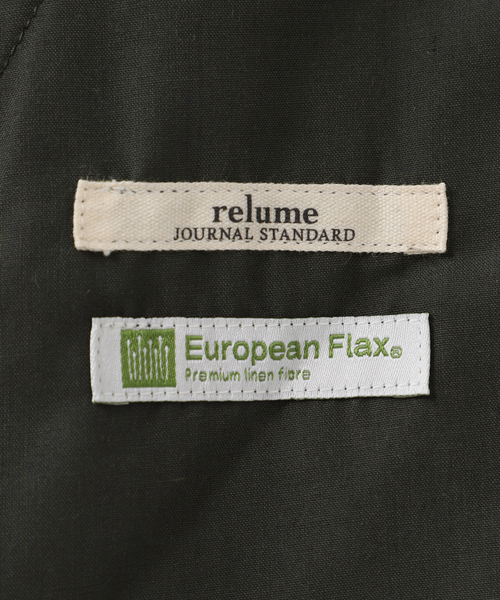 relume
JOURNAL STANDARD
European Flax®
Premium linen fibre